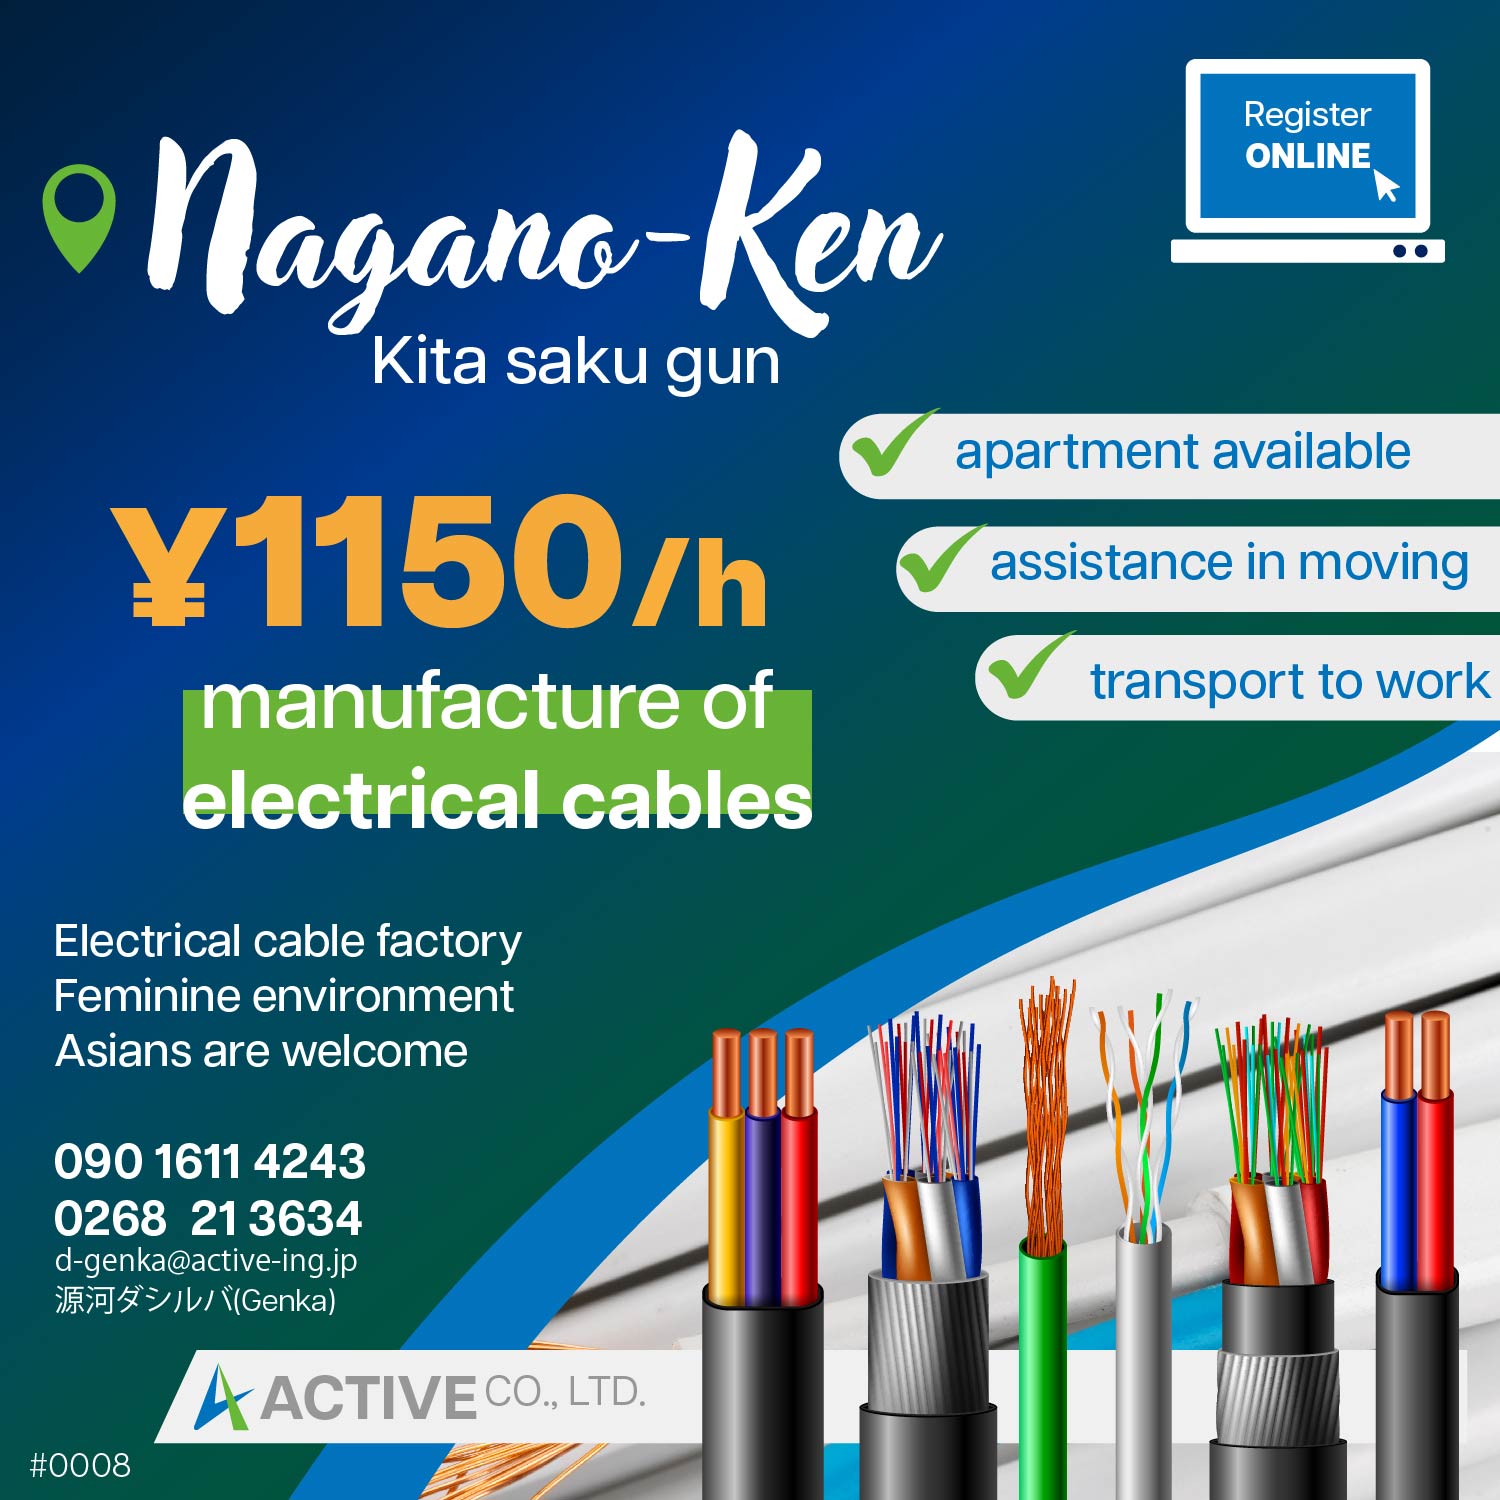 Register
ONLINE
Nagano-Ken
Kita saku gun
apartment available
assistance in moving
transport to work
¥1150/h
manufacture of
electrical cables
Electrical cable factory
Feminine environment
Asians are welcome
090 1611 4243
0268 21 3634
d-genka@active-ing.jp
源河ダシルバ(Genka)
ACTIVE CO., LTD.
#0008